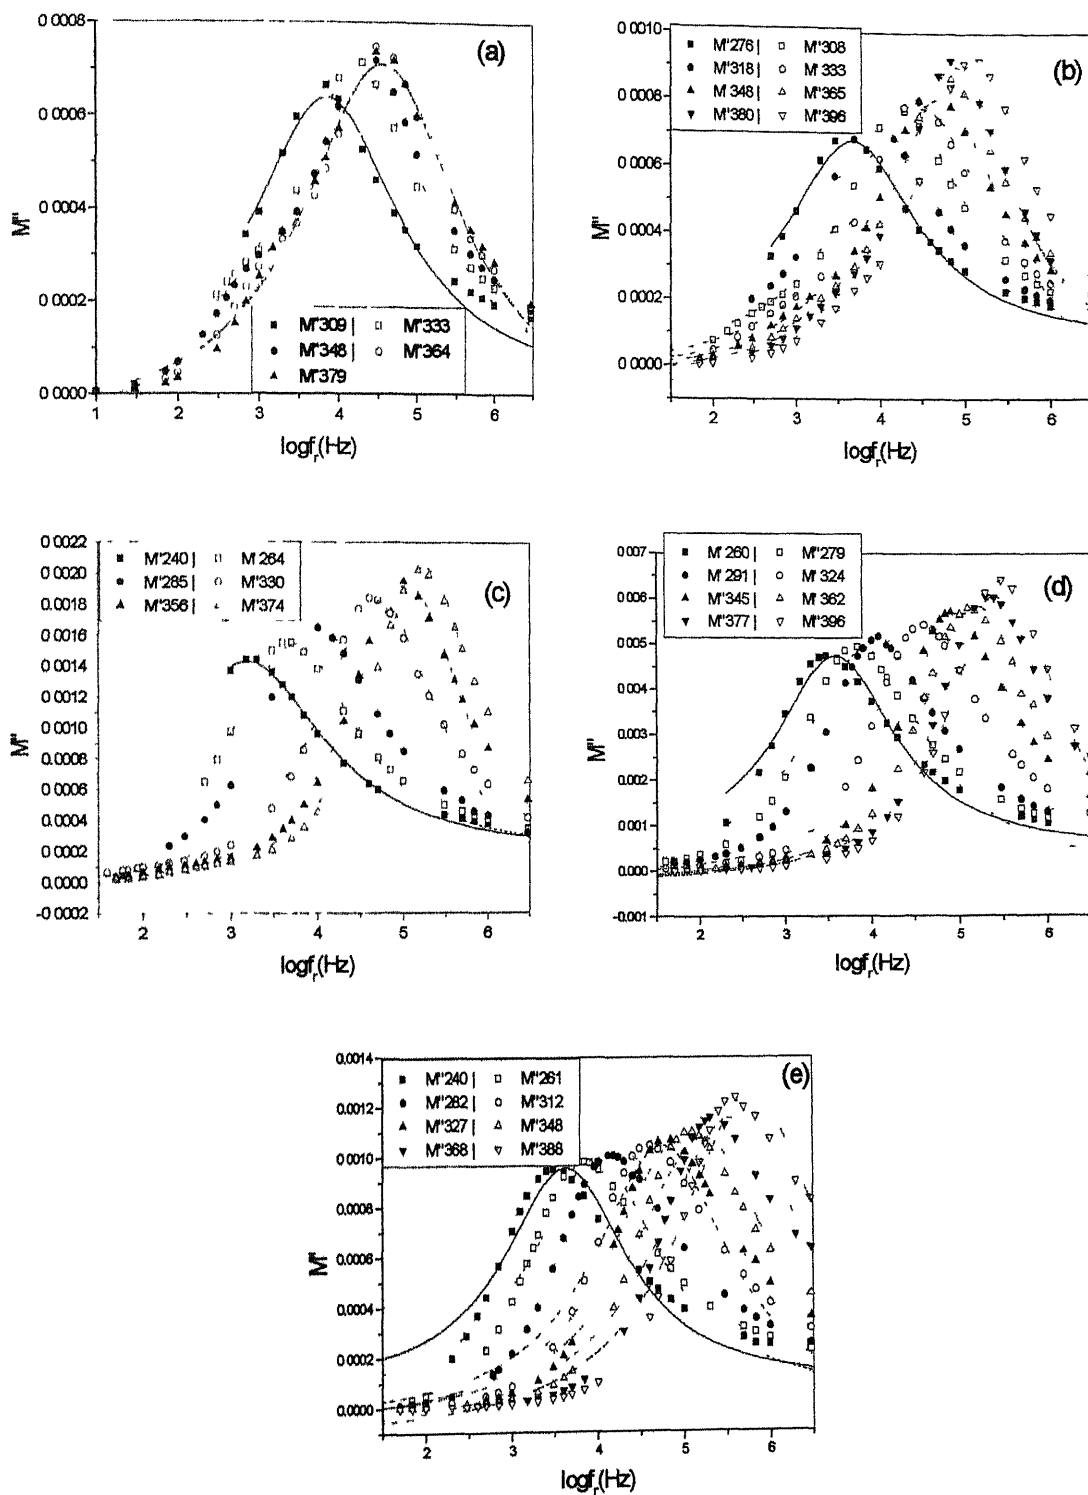 (a)
0 0008
0 0006
0 0004
0 0002
0 0000
M"
M"309 M"333
M"348 M"364
M"379
1 2 3 4 5 6
logfr(Hz)
(b)
0 0010
0 0008
0 0006
0 0004
0 0002
0 0000
M"
M"276 M"308
M"318 M"333
M"348 M"365
M"380 M"396
2 3 4 5 6
logfr(Hz)
(c)
0 0022
0 0020
0 0018
0 0016
0 0014
0 0012
0 0010
0 0008
0 0006
0 0004
0 0002
0 0000
-0 0002
M"
M"240 M 264
M"285 M"330
M"356 M"374
2 3 4 5 6
logfr(Hz)
(d)
0 007
0 006
0 005
0 004
0 003
0 002
0 001
0 000
-0 001
M"
M'260 M"279
M'291 M'324
M"345 M'362
M"377 M"396
2 3 4 5 6
logfr(Hz)
(e)
0.0014
0.0012
0.0010
0.0008
0.0006
0.0004
0.0002
0.0000
M"
M"240 M"261
M"282 M"312
M"327 M"348
M"368 M"388
2 3 4 5 6
logfr(Hz)